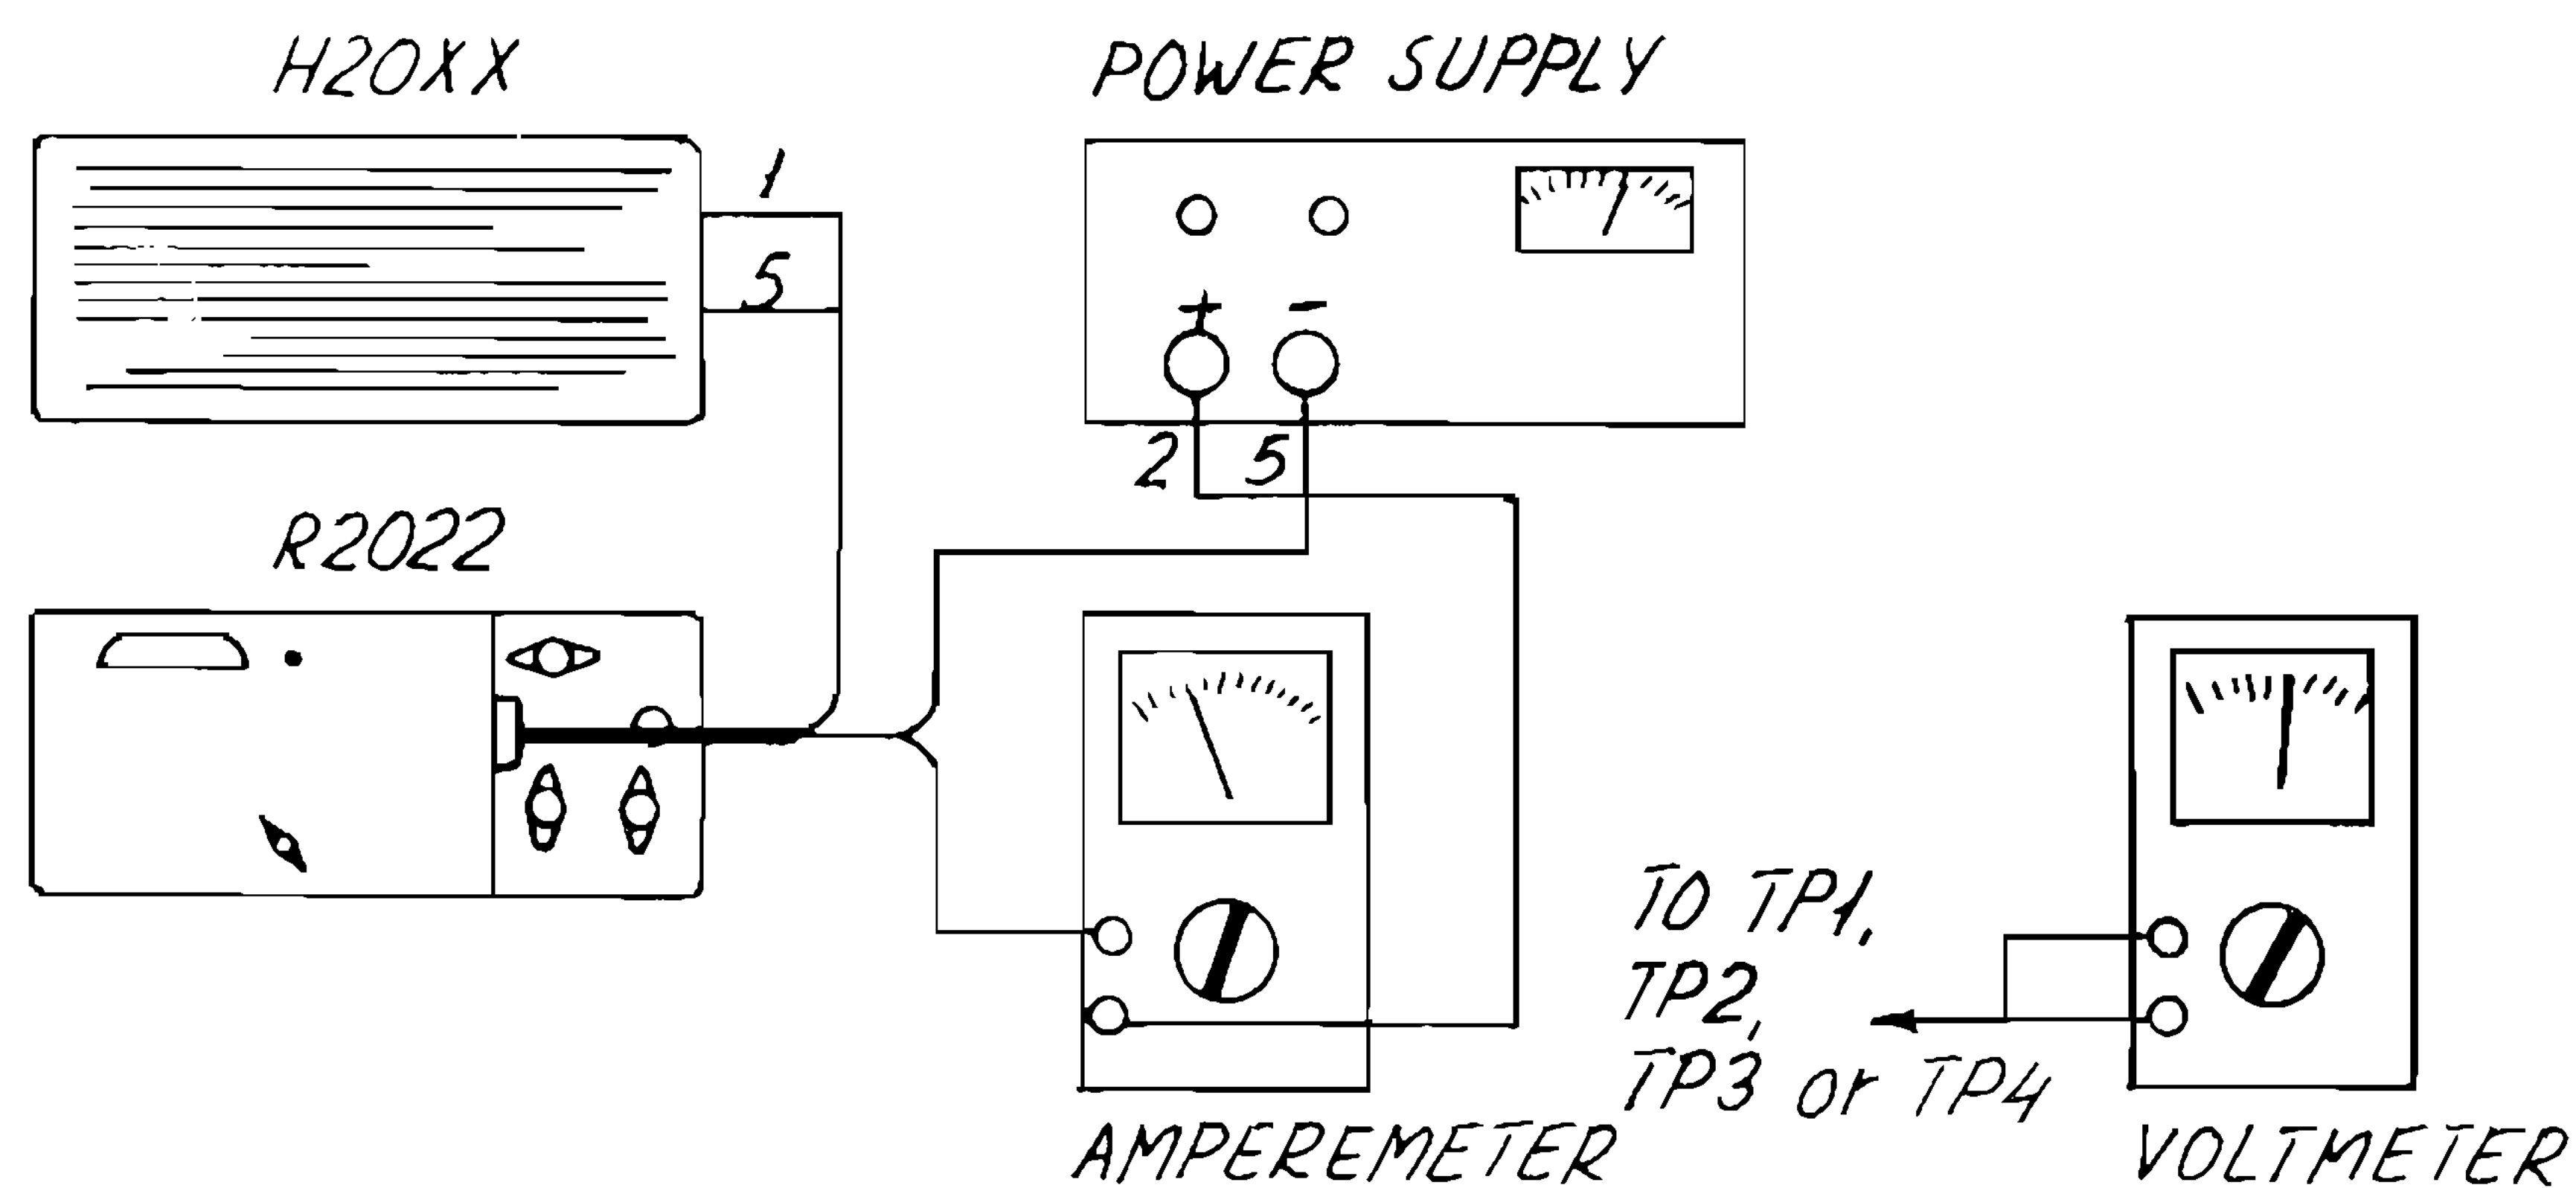 H20XX
POWER SUPPLY
1
5
+ -
2 5
R2022
TO TP1,
TP2,
TP3 or TP4
AMPEREMETER
VOLTMETER